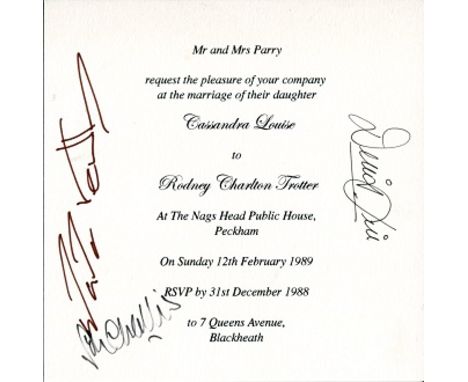 Mr and Mrs Parry
request the pleasure of your company
at the marriage of their daughter
Cassandra Louise
to
Rodney Charlton Trotter
At The Nags Head Public House,
Peckham
On Sunday 12th February 1989
RSVP by 31st December 1988
to 7 Queens Avenue,
Blackheath